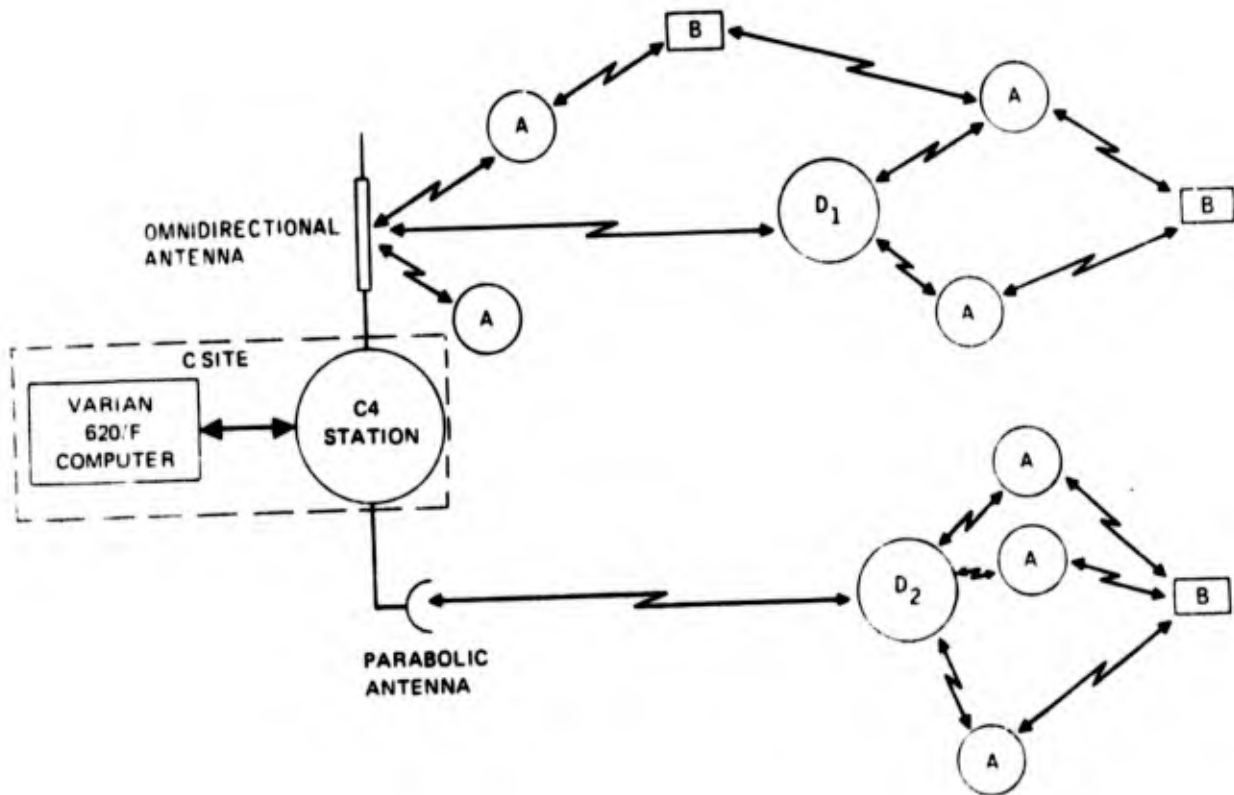 B
A
A
D1
B
OMNIDIRECTIONAL
ANTENNA
A
A
C SITE
VARIAN
620/F
COMPUTER
C4
STATION
A
A
D2
B
PARABOLIC
ANTENNA
A